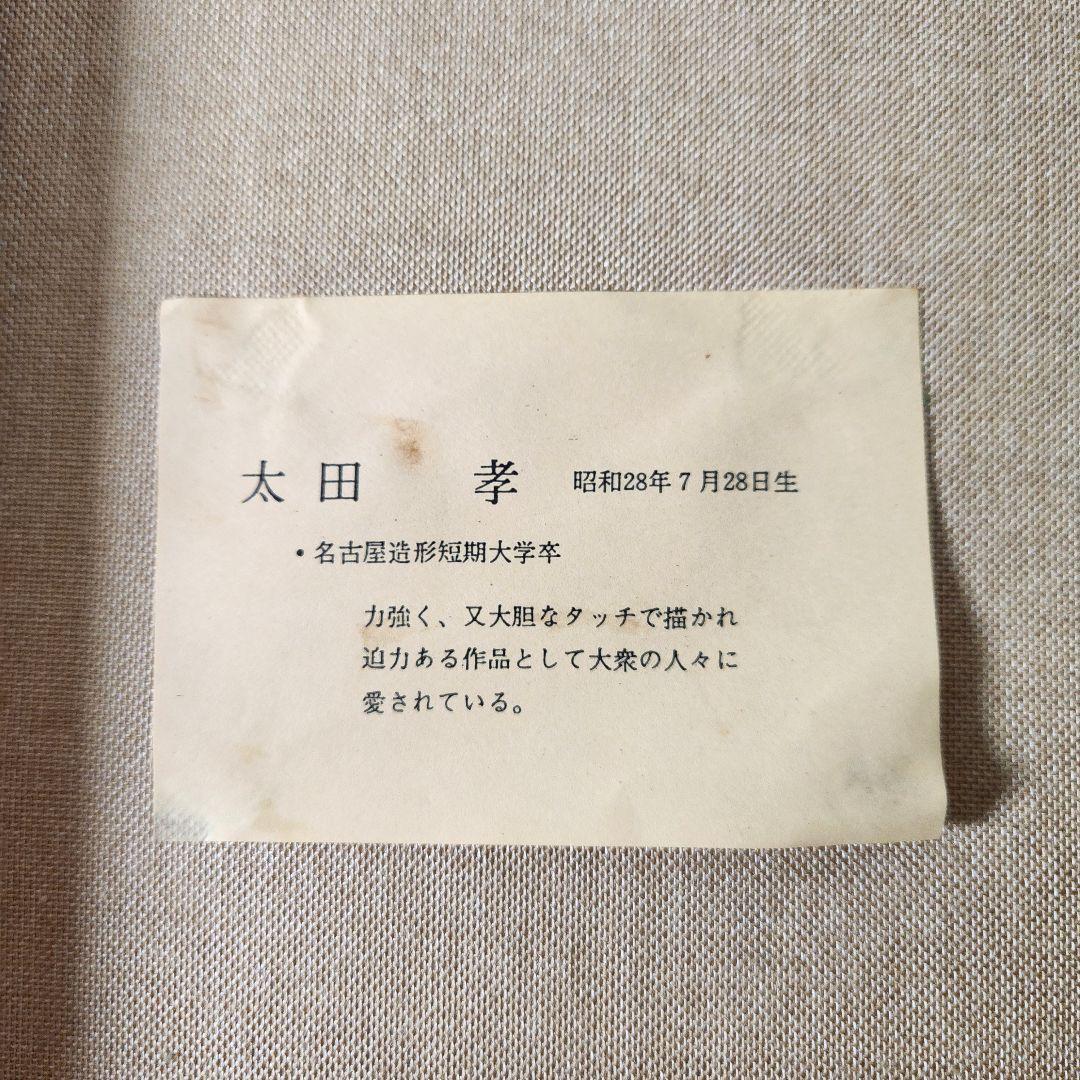 太田 孝 昭和28年7月28日生
・名古屋造形短期大学卒
力強く、又大胆なタッチで描かれ
迫力ある作品として大衆の人々に
愛されている。